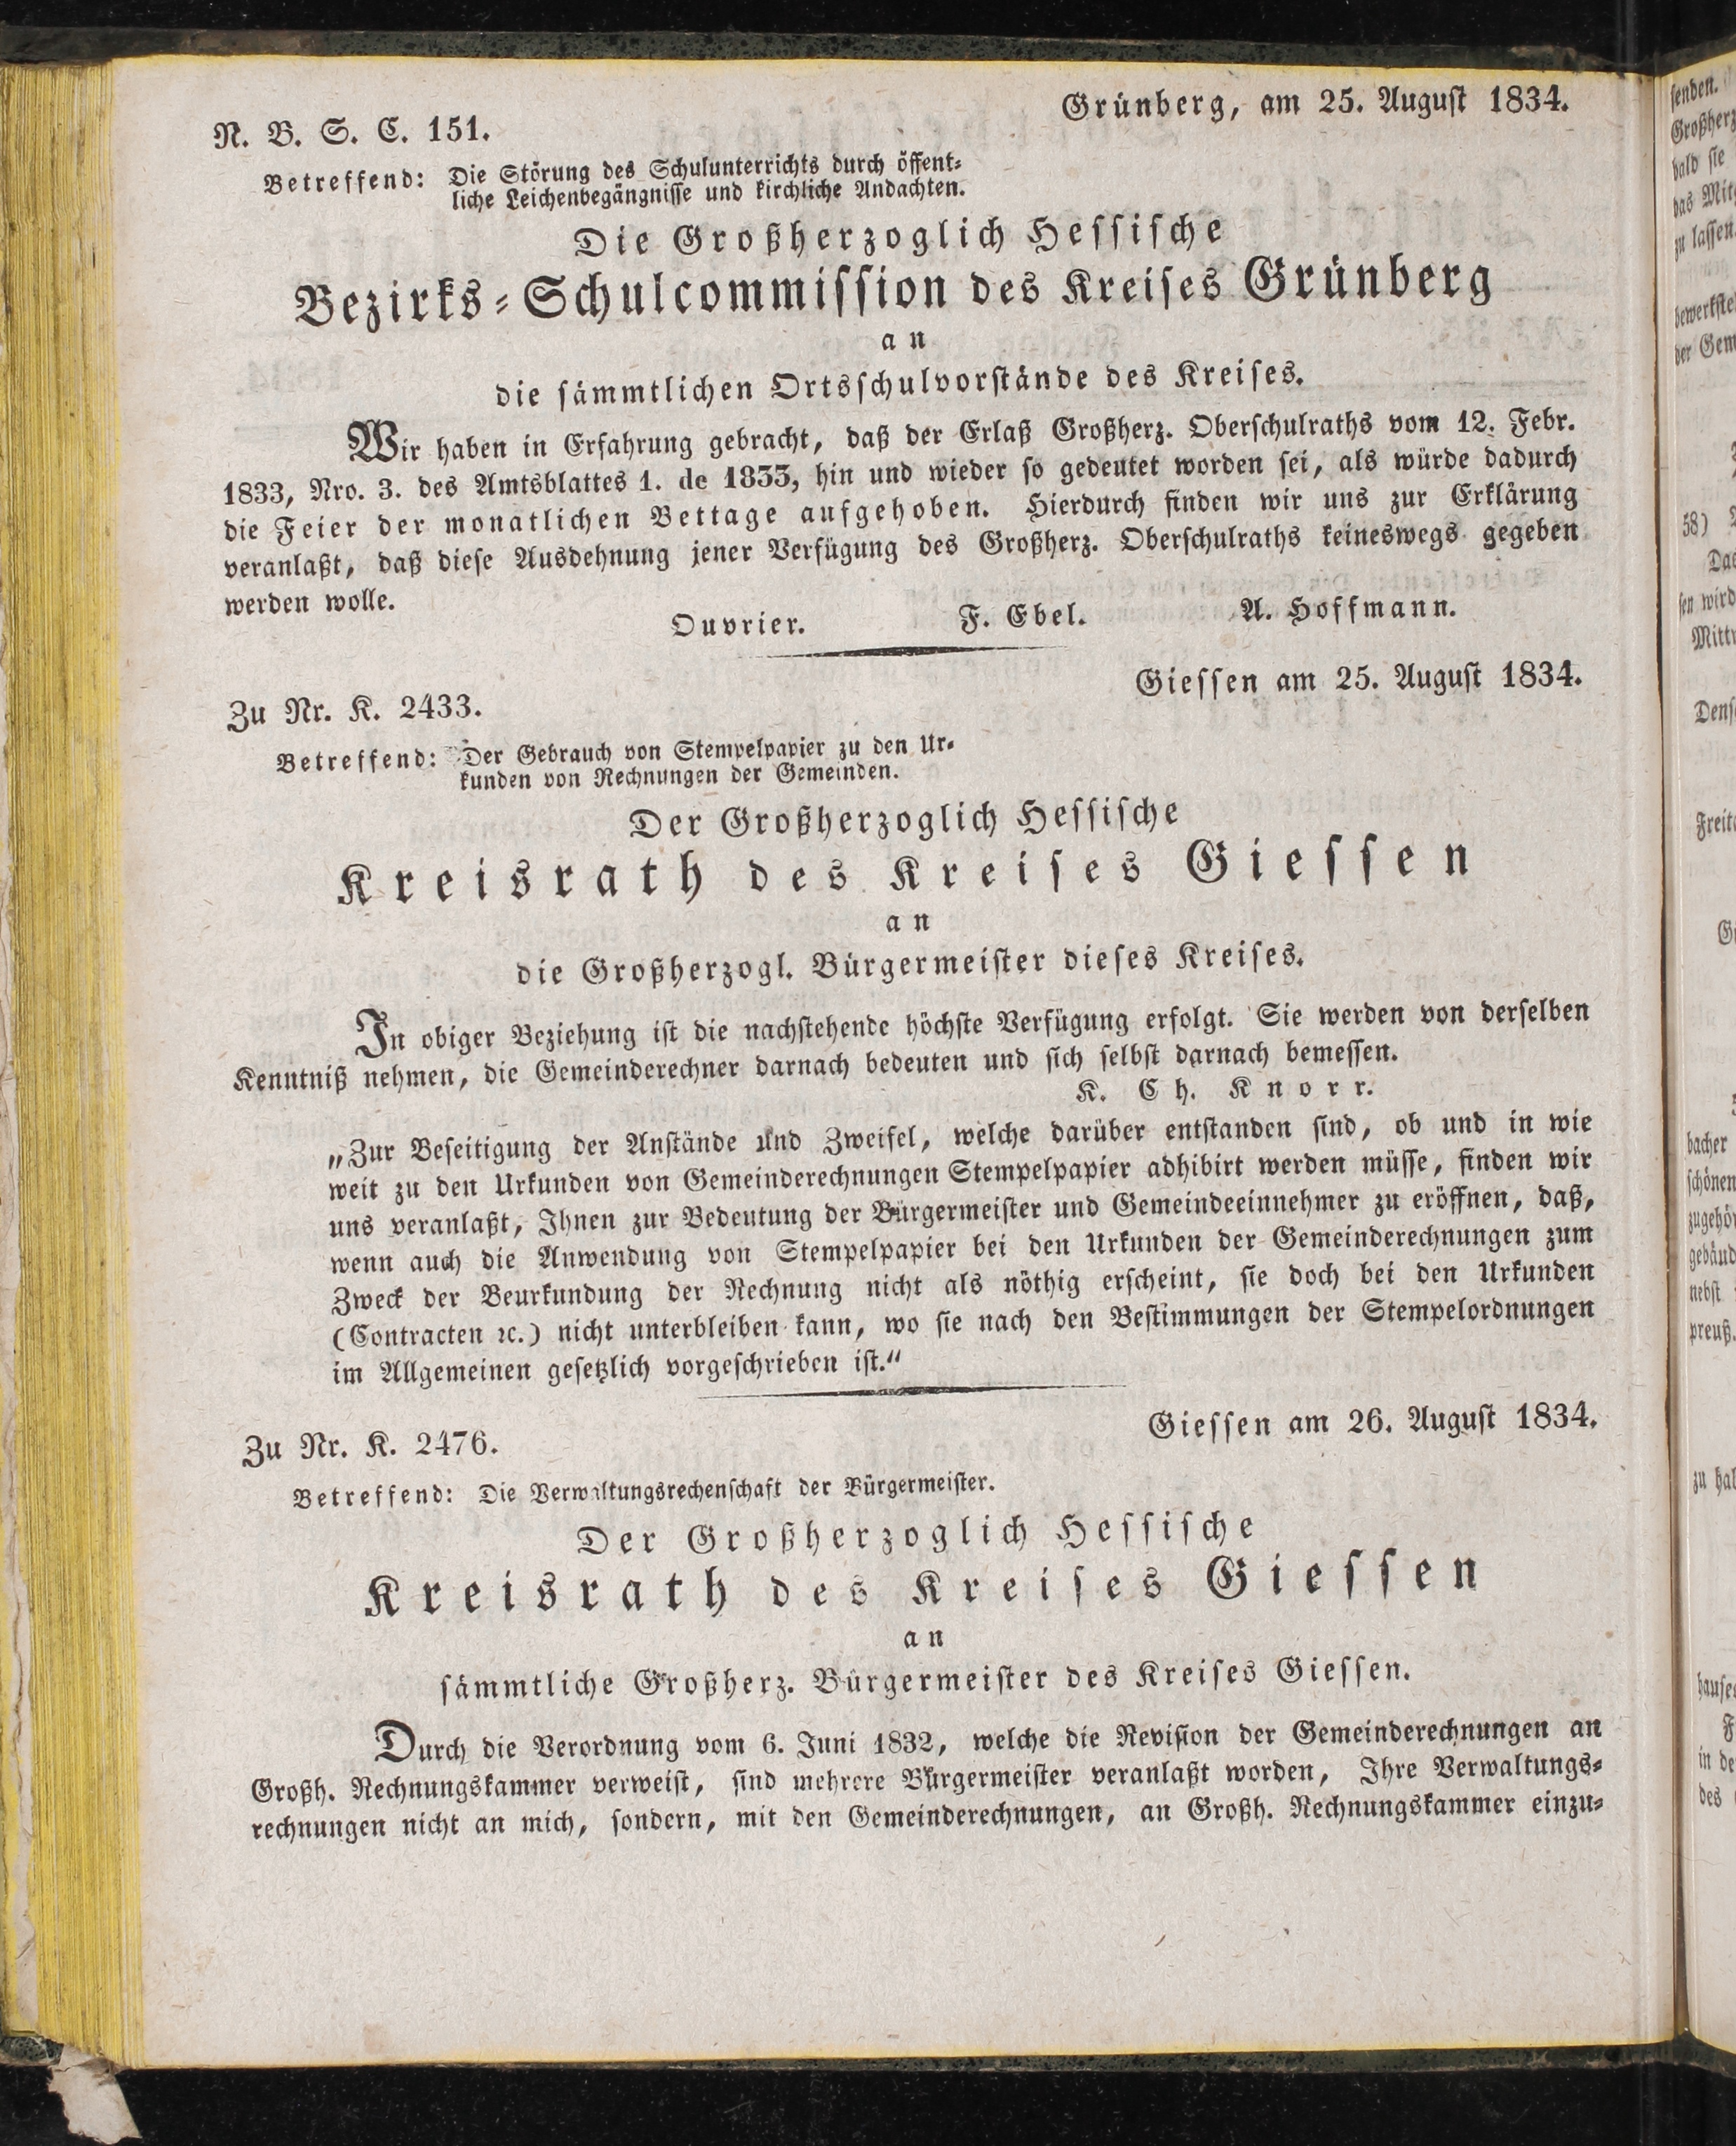 Grünberg, am 25. August 1834.
N. B. S. C. 151.
Betreffend: Die Störung des Schulunterrichts durch öffent-
liche Leichenbegängnisse und kirchliche Andachten.
Die Großherzoglich Hessische
Bezirks-Schulcommission des Kreises Grünberg
an
die sämmtlichen Ortsschulvorstände des Kreises.
Wir haben in Erfahrung gebracht, daß der Erlaß Großherz. Oberschulraths vom 12. Febr.
1833, Nro. 3. des Amtsblattes 1. de 1833, hin und wieder so gedeutet worden sei, als würde dadurch
die Feier der monatlichen Bettage aufgehoben. Hierdurch finden wir uns zur Erklärung
veranlaßt, daß diese Ausdehnung jener Verfügung des Großherz. Oberschulraths keineswegs gegeben
werden wolle.
Ouvrier. F. Ebel. A. Hoffmann.
Giessen am 25. August 1834.
Zu Nr. K. 2433.
Betreffend: Der Gebrauch von Stempelpapier zu den Ur-
kunden von Rechnungen der Gemeinden.
Der Großherzoglich Hessische
Kreisrath des Kreises Giessen
an
die Großherzogl. Bürgermeister dieses Kreises.
In obiger Beziehung ist die nachstehende höchste Verfügung erfolgt. Sie werden von derselben
Kenntniß nehmen, die Gemeinderechner darnach bedeuten und sich selbst darnach bemessen.
K. Ch. Knorr.
„Zur Beseitigung der Anstände und Zweifel, welche darüber entstanden sind, ob und in wie
weit zu den Urkunden von Gemeinderechnungen Stempelpapier adhibirt werden müsse, finden wir
uns veranlaßt, Ihnen zur Bedeutung der Bürgermeister und Gemeindeeinnehmer zu eröffnen, daß,
wenn auch die Anwendung von Stempelpapier bei den Urkunden der Gemeinderechnungen zum
Zweck der Beurkundung der Rechnung nicht als nöthig erscheint, sie doch bei den Urkunden
(Contracten ꝛc.) nicht unterbleiben kann, wo sie nach den Bestimmungen der Stempelordnungen
im Allgemeinen gesetzlich vorgeschrieben ist.“
Giessen am 26. August 1834.
Zu Nr. K. 2476.
Betreffend: Die Verwaltungsrechenschaft der Bürgermeister.
Der Großherzoglich Hessische
Kreisrath des Kreises Giessen
an
sämmtliche Großherz. Bürgermeister des Kreises Giessen.
Durch die Verordnung vom 6. Juni 1832, welche die Revision der Gemeinderechnungen an
Großh. Rechnungskammer verweist, sind mehrere Bürgermeister veranlaßt worden, Ihre Verwaltungs-
rechnungen nicht an mich, sondern, mit den Gemeinderechnungen, an Großh. Rechnungskammer einzu-